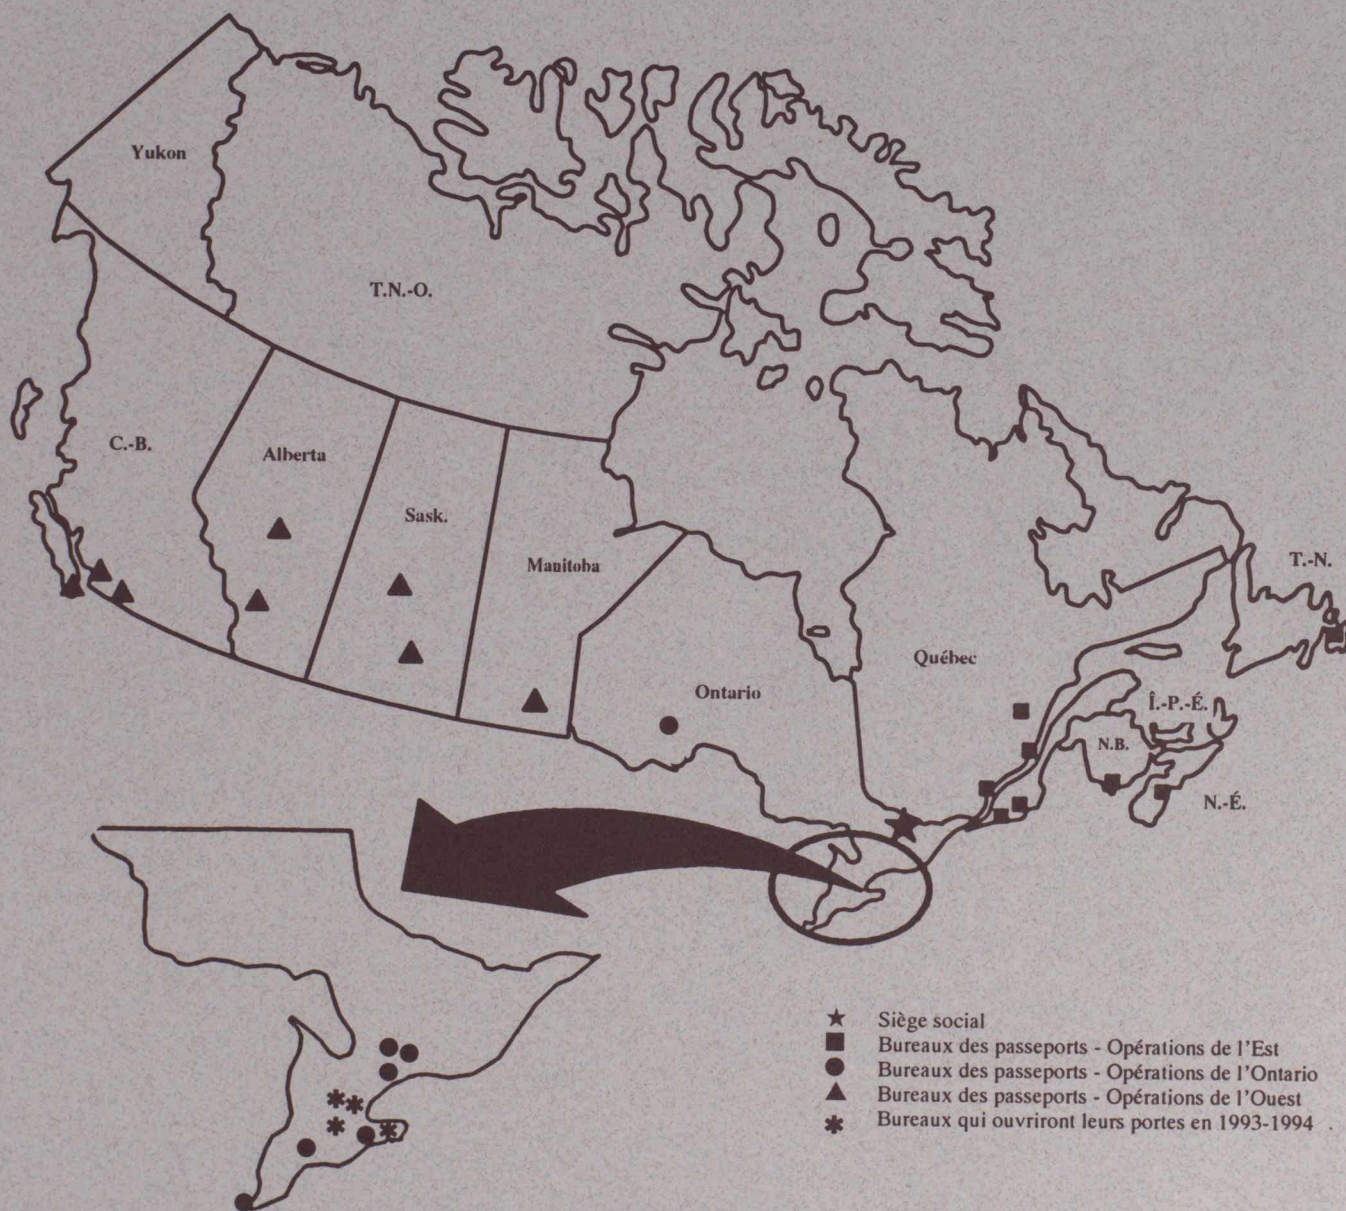 Yukon
T.N.-O.
C.-B.
Alberta
Sask.
Manitoba
Ontario
Québec
T.-N.
Î.-P.-É.
N.B.
N.-É.
★ Siège social
■ Bureaux des passeports - Opérations de l'Est
● Bureaux des passeports - Opérations de l'Ontario
▲ Bureaux des passeports - Opérations de l'Ouest
* Bureaux qui ouvriront leurs portes en 1993-1994